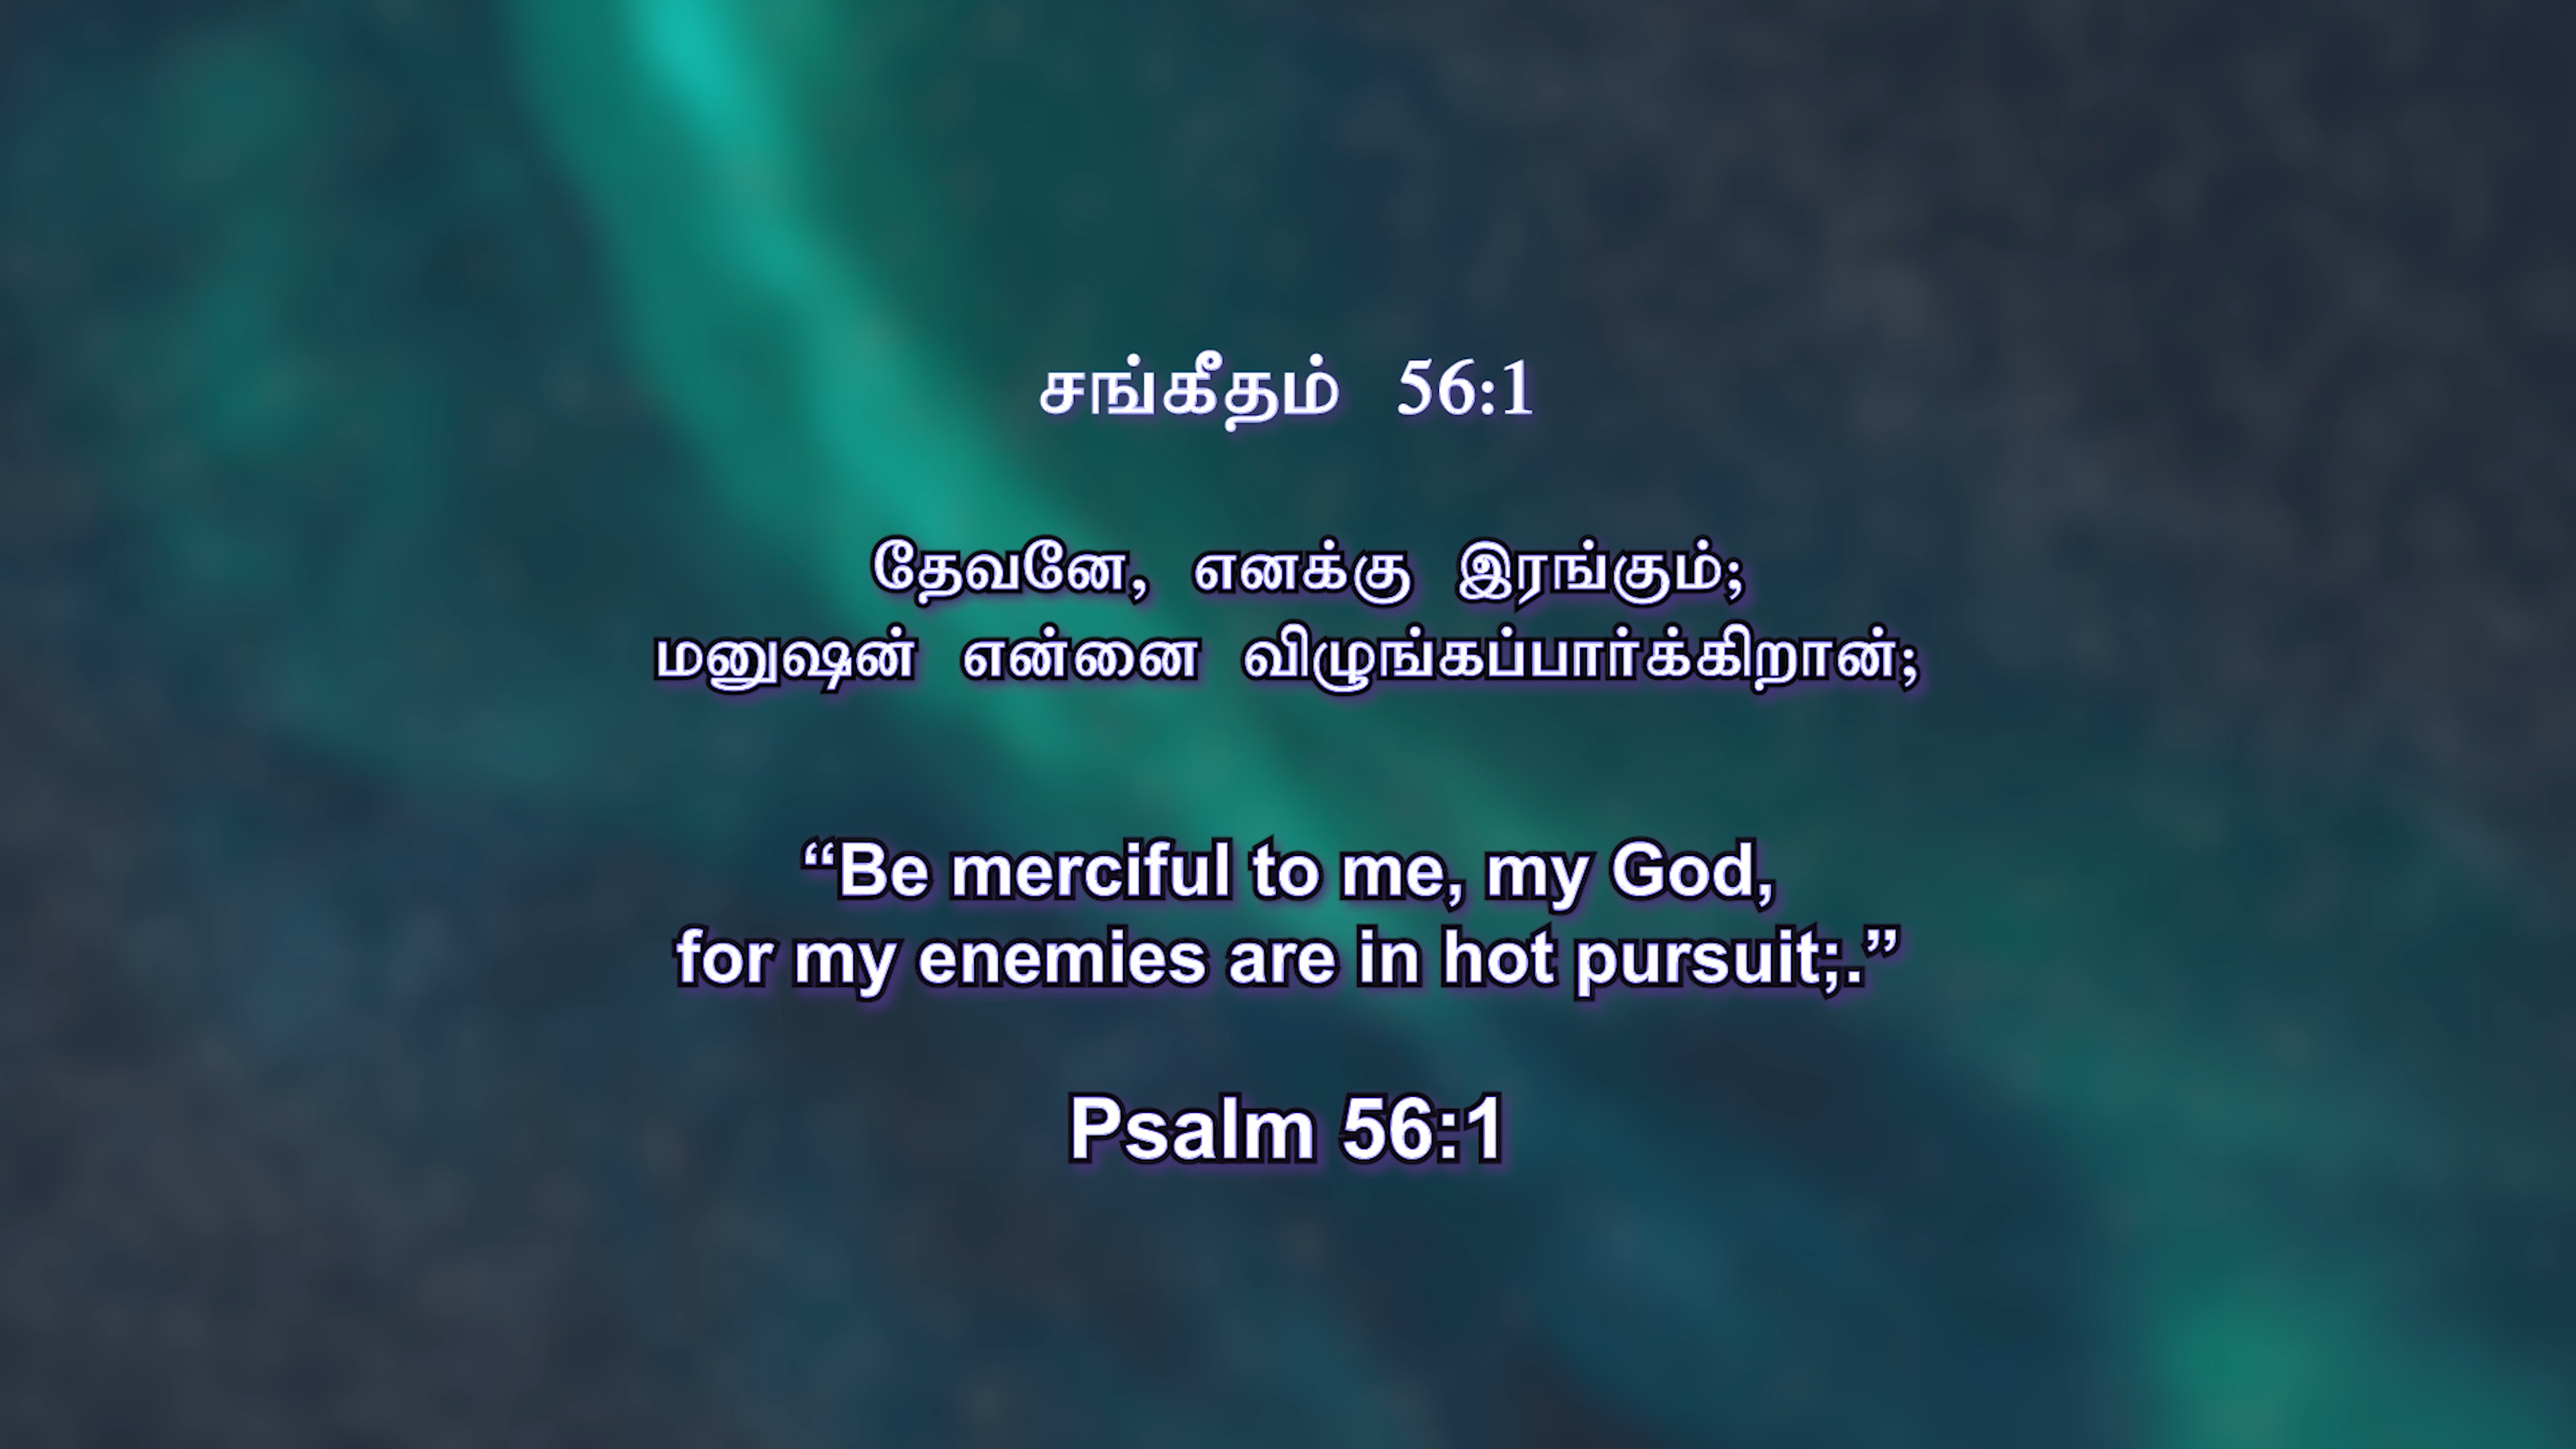 சங்கீதம் 56:1
தேவனே, எனக்கு இரங்கும்;
மனுஷன் என்னை விழுங்கப்பார்க்கிறான்;
“Be merciful to me, my God,
for my enemies are in hot pursuit;.”
Psalm 56:1